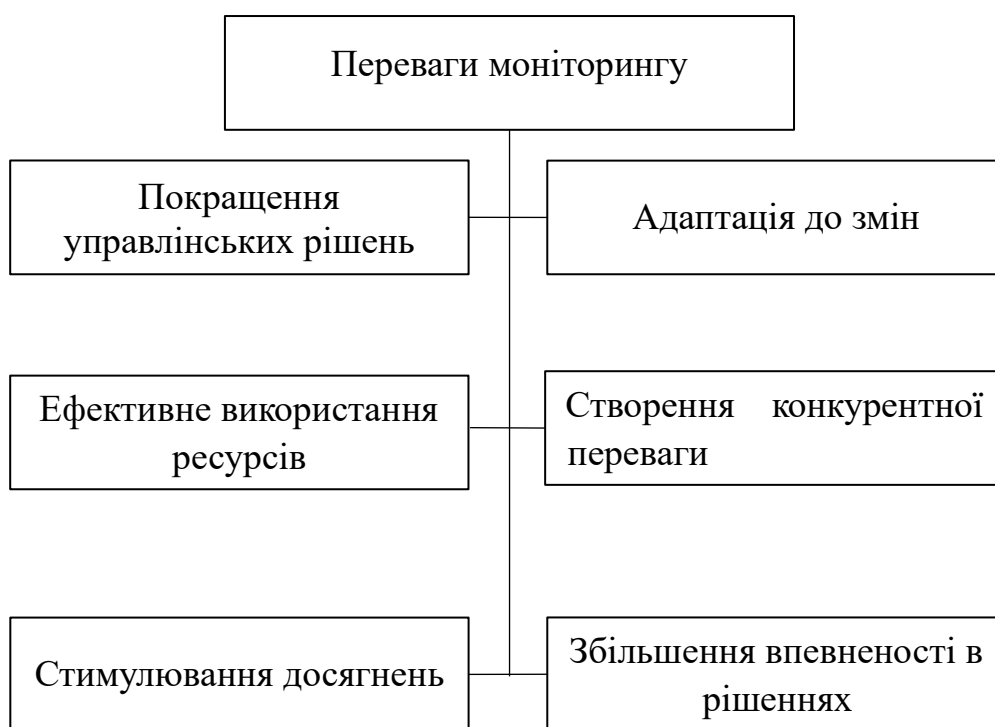 Переваги моніторингу
Покращення
управлінських рішень
Адаптація до змін
Ефективне використання
ресурсів
Створення конкурентної
переваги
Стимулювання досягнень
Збільшення впевненості в
рішеннях